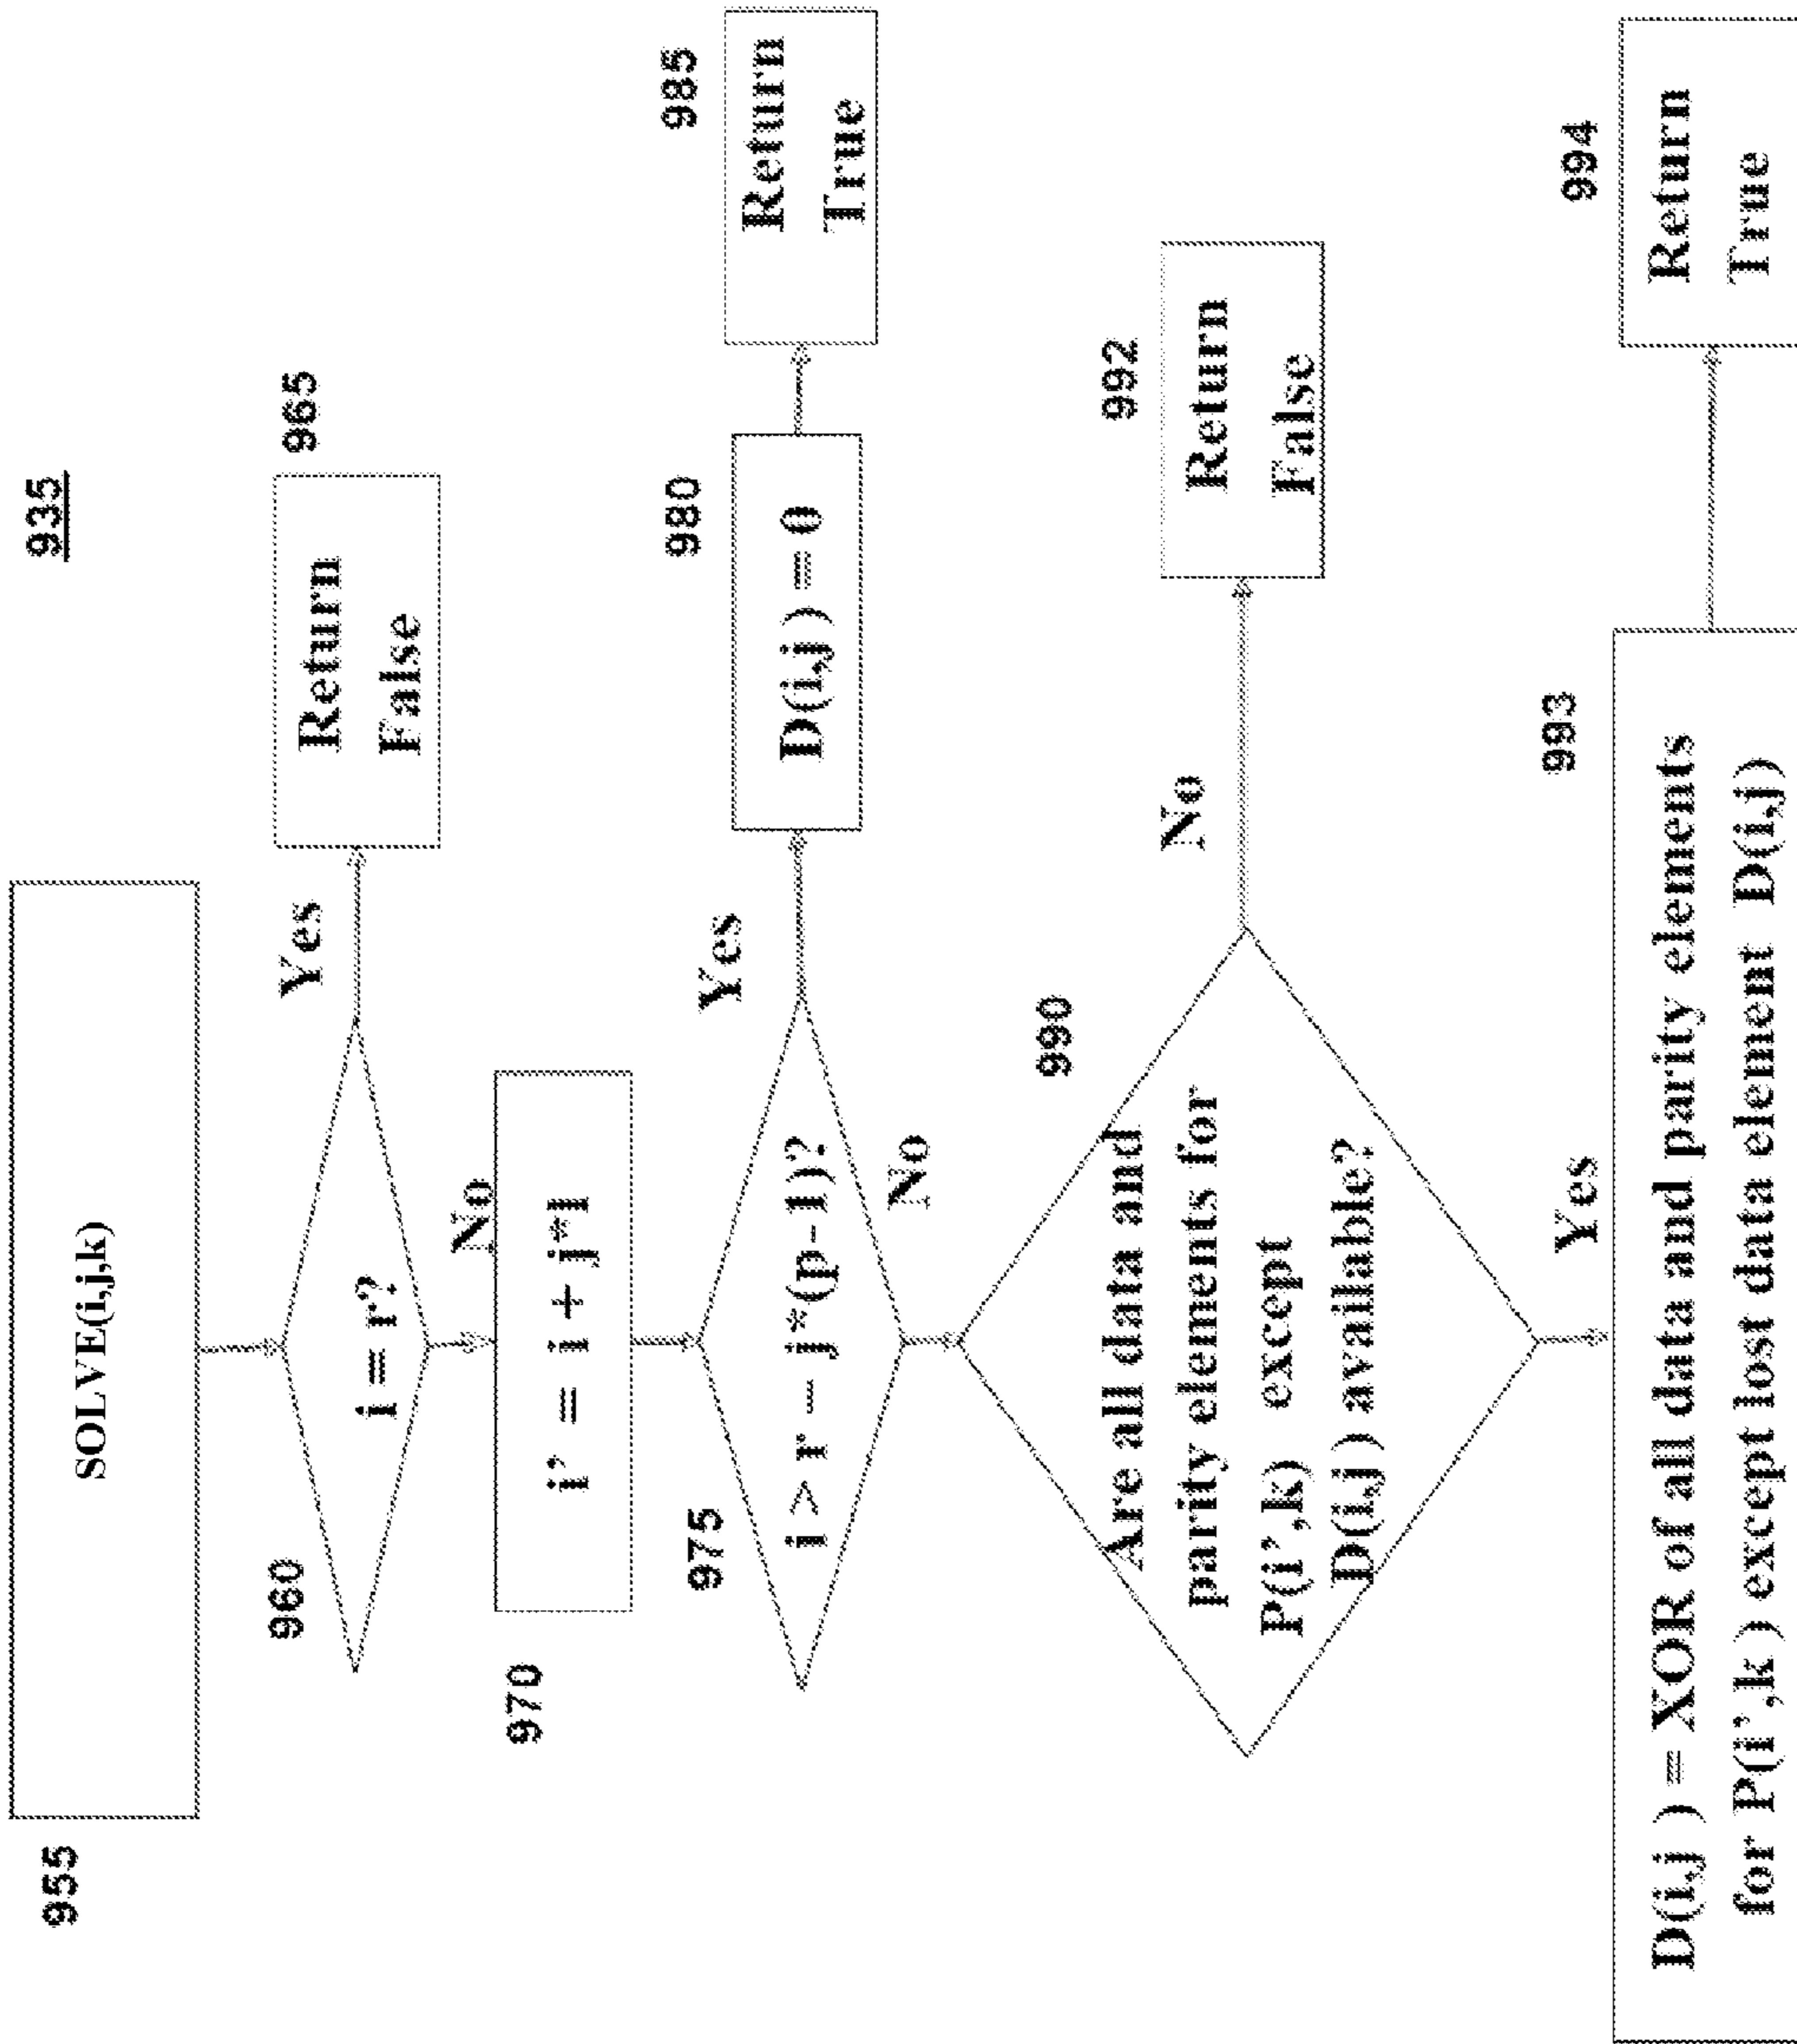 935
955
SOLVE(i,j,k)
960
i = r?
Yes
965
Return
False
No
970
i' = i + j*1
975
i > r – j*(p-1)?
Yes
980
D(i,j) = 0
985
Return
True
No
990
Are all data and
parity elements for
P(i',k) except
D(i,j) available?
No
992
Return
False
Yes
993
D(i,j ) = XOR of all data and parity elements
for P(i',k ) except lost data element D(i,j)
994
Return
True